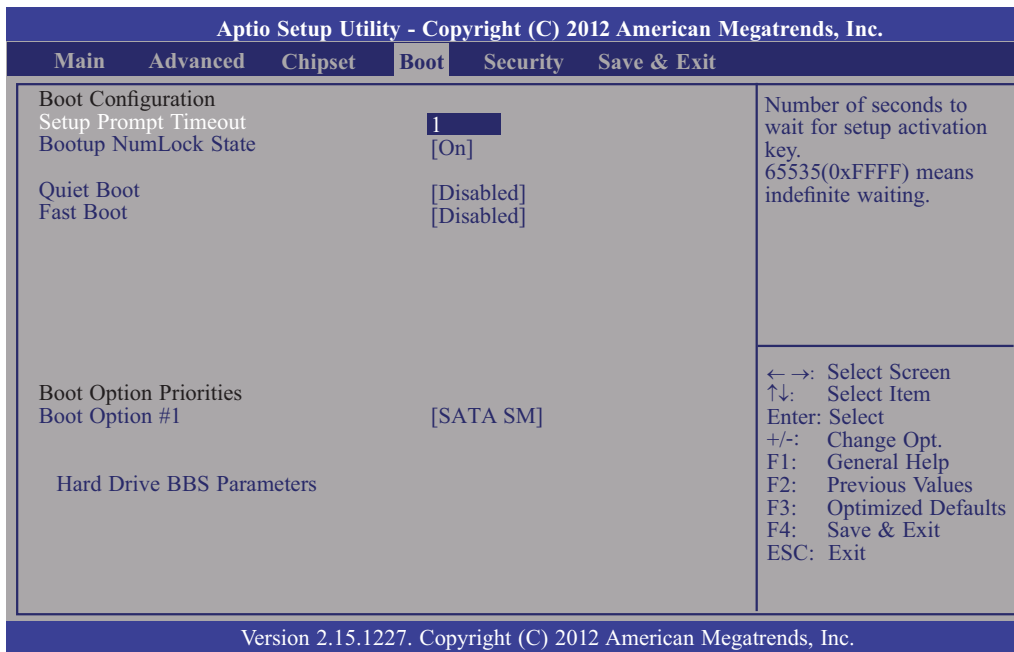 Aptio Setup Utility - Copyright (C) 2012 American Megatrends, Inc.
Main Advanced Chipset Boot Security Save & Exit
Boot Configuration
Setup Prompt Timeout 1
Bootup NumLock State [On]
Quiet Boot [Disabled]
Fast Boot [Disabled]
Boot Option Priorities
Boot Option #1 [SATA SM]
Hard Drive BBS Parameters
Number of seconds to
wait for setup activation
key.
65535(0xFFFF) means
indefinite waiting.
← →: Select Screen
↑↓: Select Item
Enter: Select
+/-: Change Opt.
F1: General Help
F2: Previous Values
F3: Optimized Defaults
F4: Save & Exit
ESC: Exit
Version 2.15.1227. Copyright (C) 2012 American Megatrends, Inc.